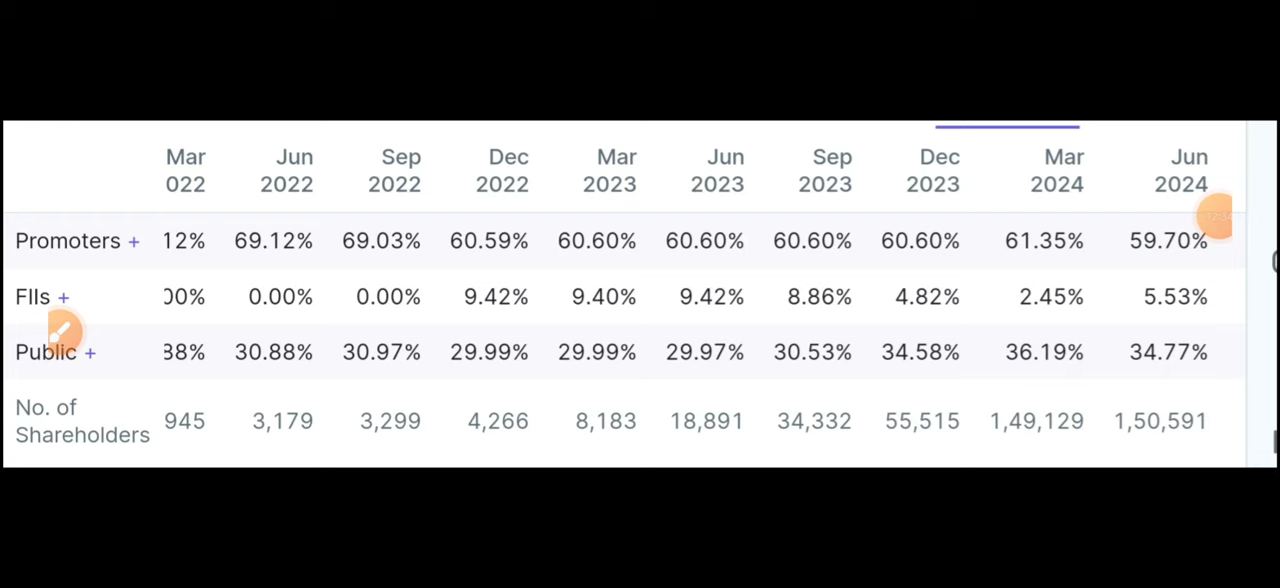 Mar Jun Sep Dec Mar Jun Sep Dec Mar Jun
022 2022 2022 2022 2023 2023 2023 2023 2024 2024
12:34
Promoters + 12% 69.12% 69.03% 60.59% 60.60% 60.60% 60.60% 60.60% 61.35% 59.70%
FIIs + 00% 0.00% 0.00% 9.42% 9.40% 9.42% 8.86% 4.82% 2.45% 5.53%
Public + 38% 30.88% 30.97% 29.99% 29.99% 29.97% 30.53% 34.58% 36.19% 34.77%
No. of
Shareholders 945 3,179 3,299 4,266 8,183 18,891 34,332 55,515 1,49,129 1,50,591